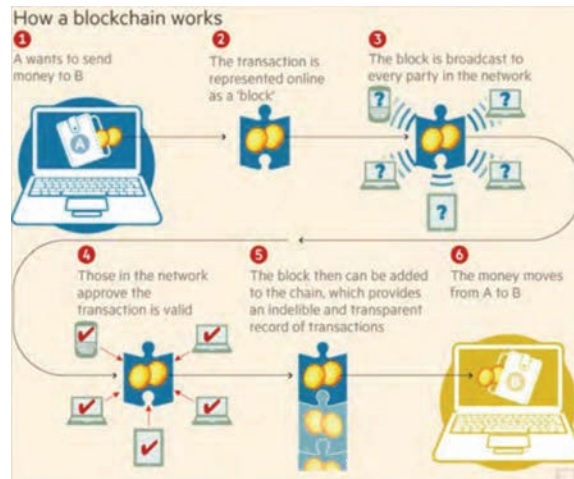 How a blockchain works
1
A wants to send
money to B
2
The transaction is
represented online
as a 'block'
3
The block is broadcast to
every party in the network
A
?
?
?
?
?
4
Those in the network
approve the
transaction is valid
5
The block then can be added
to the chain, which provides
an indelible and transparent
record of transactions
6
The money moves
from A to B